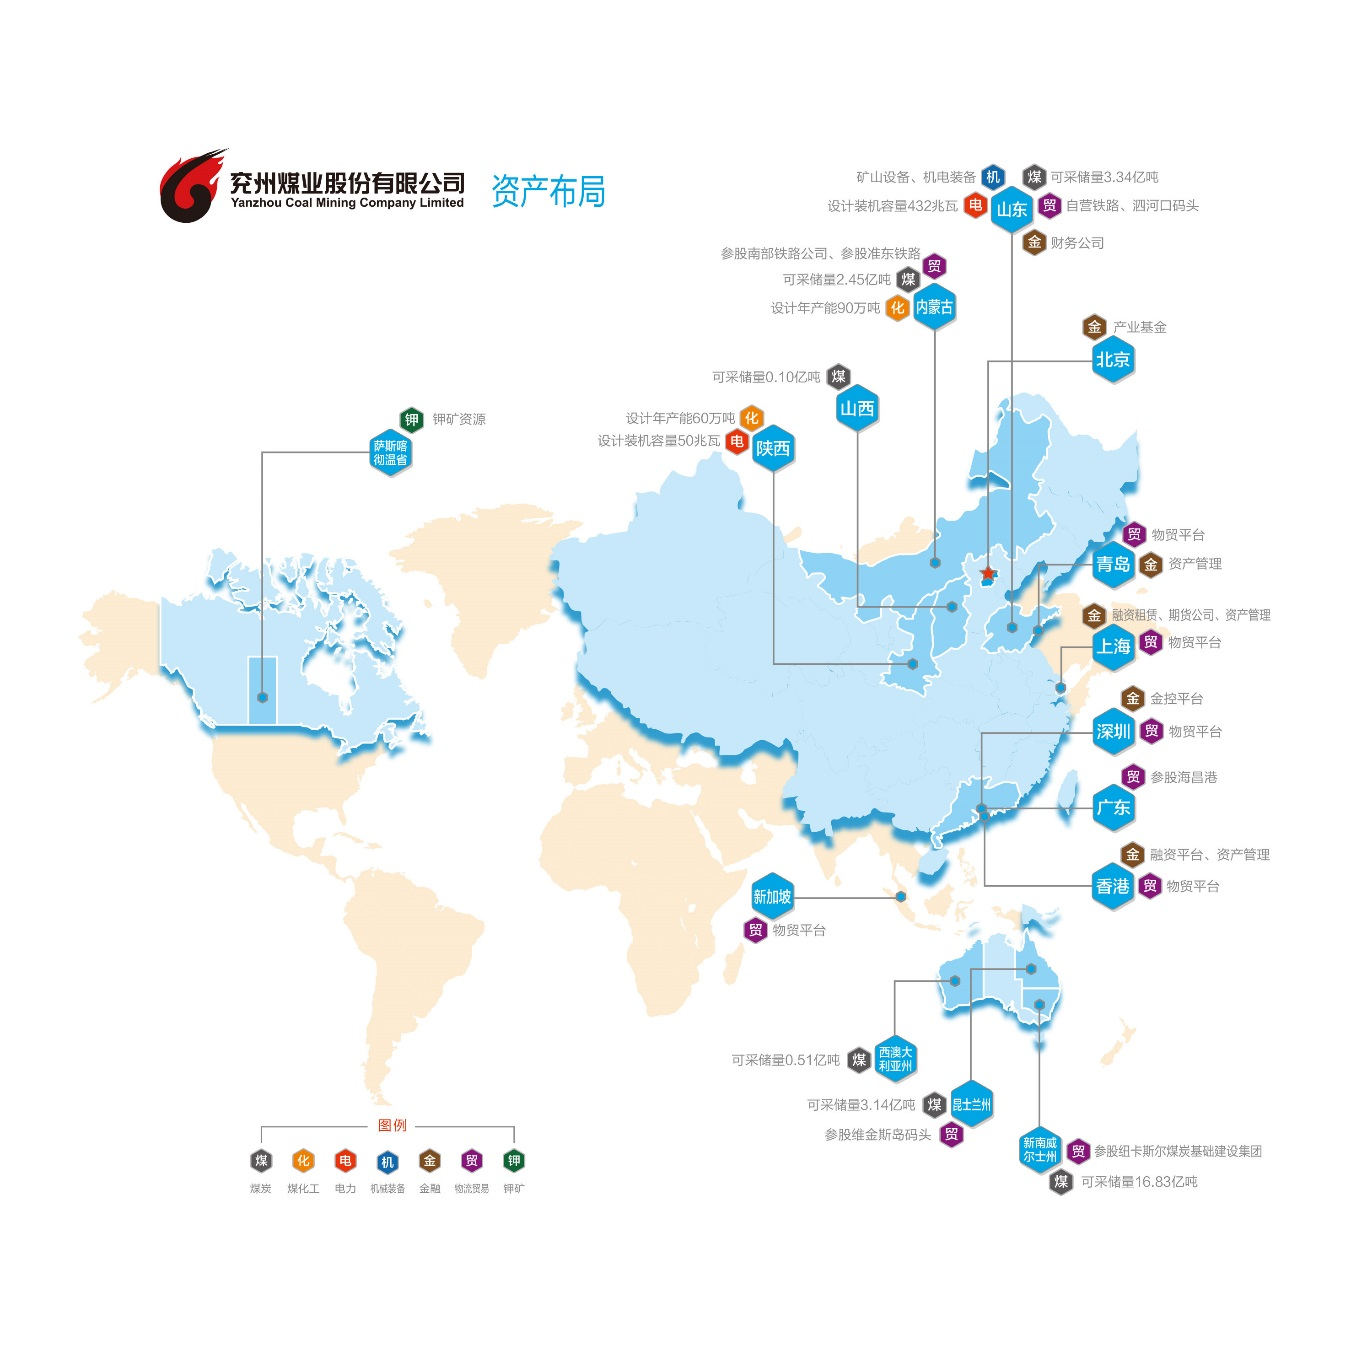 兖州煤业股份有限公司
Yanzhou Coal Mining Company Limited
资产布局
矿山设备、机电装备
机
煤
可采储量3.34亿吨
设计装机容量432兆瓦
电
山东
贸
自营铁路、泗河口码头
金
财务公司
参股南部铁路公司、参股准东铁路
贸
可采储量2.45亿吨
煤
设计年产能90万吨
化
内蒙古
金
产业基金
北京
可采储量0.10亿吨
煤
山西
设计年产能60万吨
化
设计装机容量50兆瓦
电
陕西
钾
钾矿资源
萨斯喀
彻温省
贸
物贸平台
青岛
金
资产管理
金
融资租赁、期货公司、资产管理
上海
贸
物贸平台
金
金控平台
深圳
贸
物贸平台
贸
参股海昌港
广东
金
融资平台、资产管理
香港
贸
物贸平台
新加坡
贸
物贸平台
可采储量0.51亿吨
煤
西澳大
利亚州
可采储量3.14亿吨
煤
昆士兰州
参股维金斯岛码头
贸
新南威
尔士州
贸
参股纽卡斯尔煤炭基础建设集团
煤
可采储量16.83亿吨
图例
煤 化 电 机 金 贸 钾
煤炭 煤化工 电力 机械装备 金融 物流贸易 钾矿